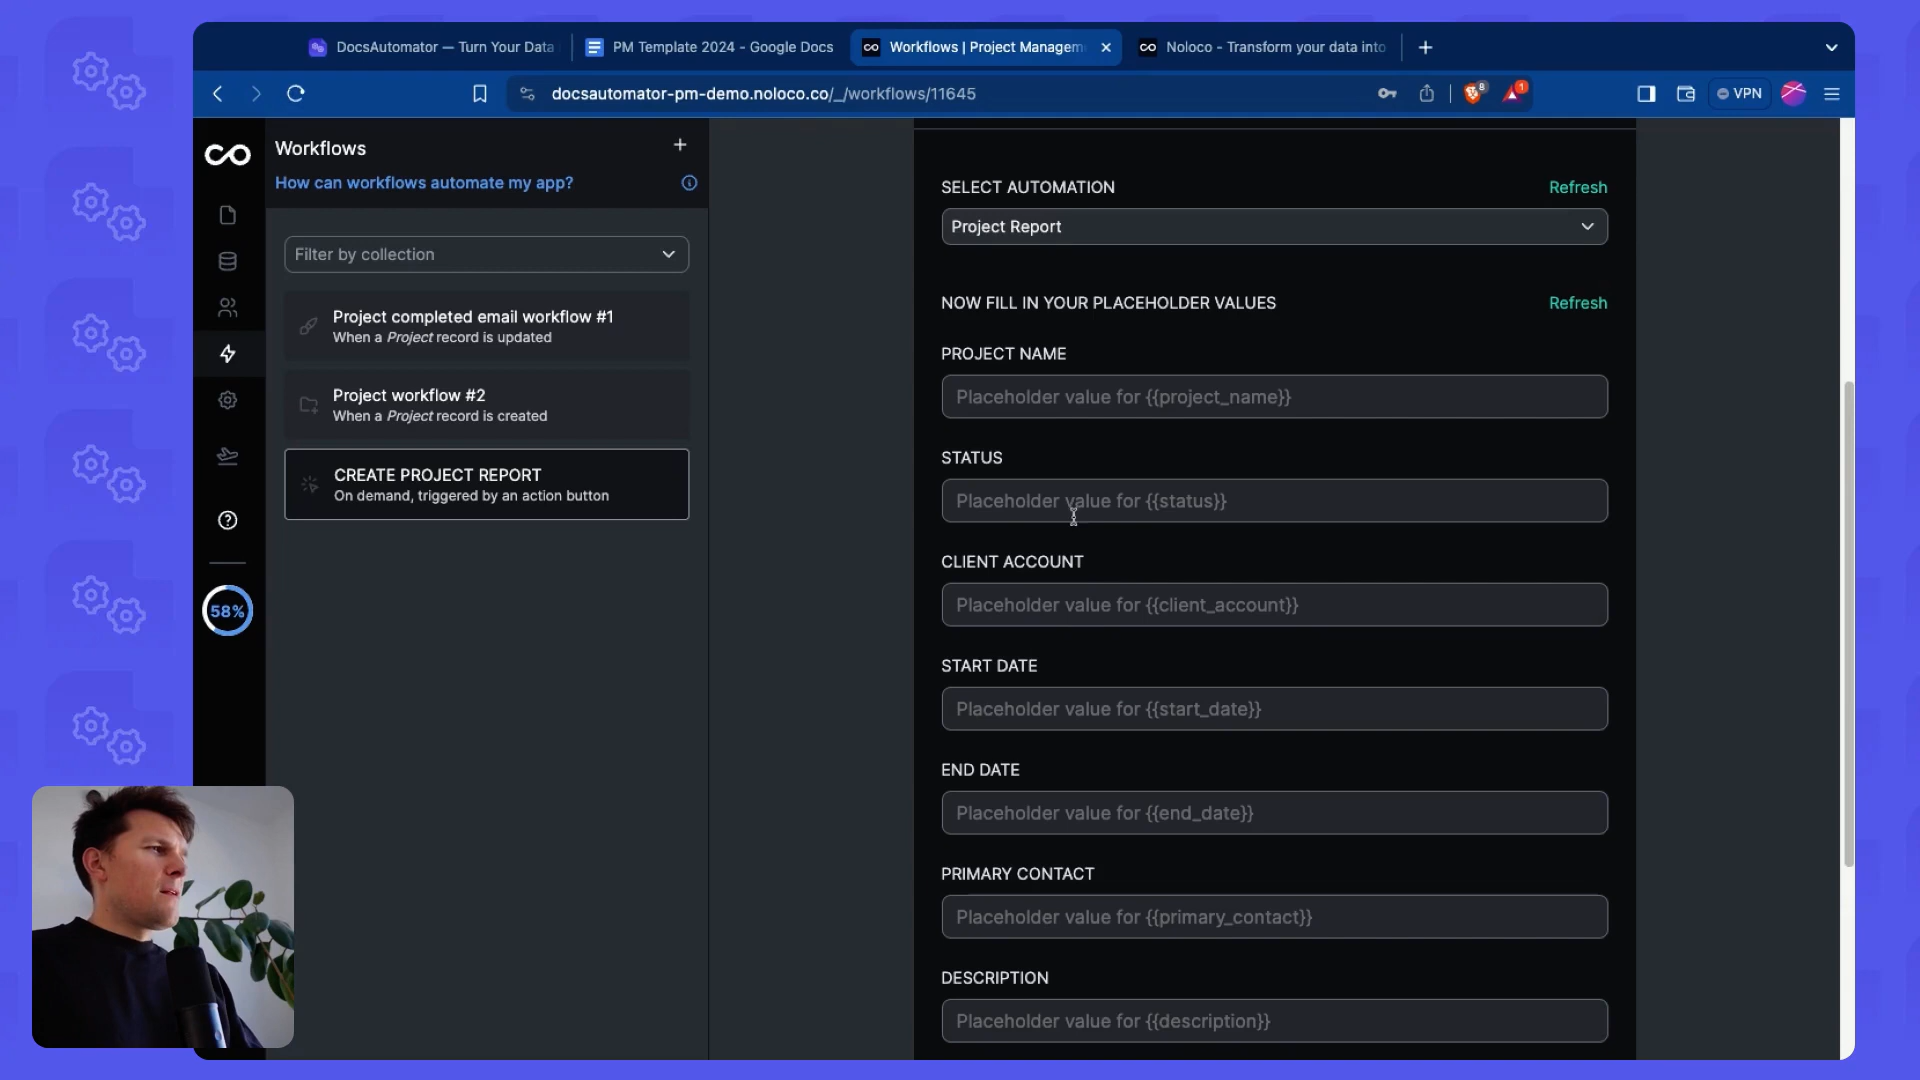 DocsAutomator — Turn Your Data
PM Template 2024 - Google Docs
Workflows | Project Managem
Noloco - Transform your data into
docsautomator-pm-demo.noloco.co/_/workflows/11645
8
1
VPN
Workflows
How can workflows automate my app?
Filter by collection
Project completed email workflow #1
When a Project record is updated
Project workflow #2
When a Project record is created
CREATE PROJECT REPORT
On demand, triggered by an action button
58%
SELECT AUTOMATION
Refresh
Project Report
NOW FILL IN YOUR PLACEHOLDER VALUES
Refresh
PROJECT NAME
Placeholder value for {{project_name}}
STATUS
Placeholder value for {{status}}
CLIENT ACCOUNT
Placeholder value for {{client_account}}
START DATE
Placeholder value for {{start_date}}
END DATE
Placeholder value for {{end_date}}
PRIMARY CONTACT
Placeholder value for {{primary_contact}}
DESCRIPTION
Placeholder value for {{description}}